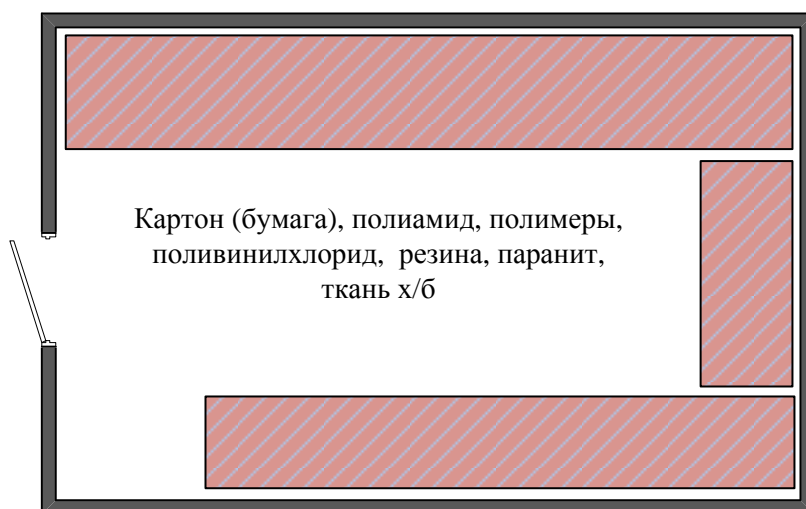 Картон (бумага), полиамид, полимеры,
поливинилхлорид, резина, паранит,
ткань х/б